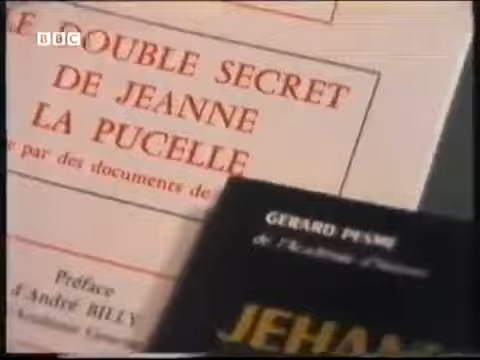 BBC
LE DOUBLE SECRET
DE JEANNE
LA PUCELLE
par des documents de
Préface
d'André BILLY
GERARD PESME
de l'Académie
JEHAN